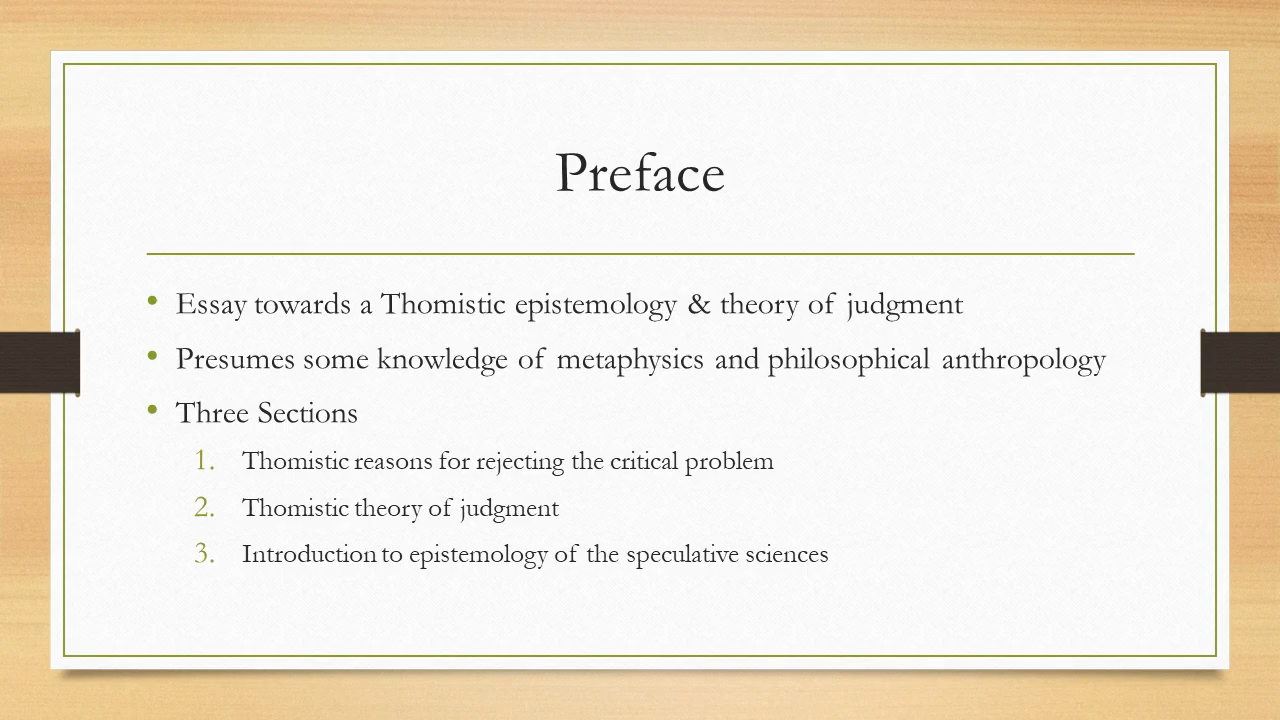 Preface
• Essay towards a Thomistic epistemology & theory of judgment
• Presumes some knowledge of metaphysics and philosophical anthropology
• Three Sections
1. Thomistic reasons for rejecting the critical problem
2. Thomistic theory of judgment
3. Introduction to epistemology of the speculative sciences